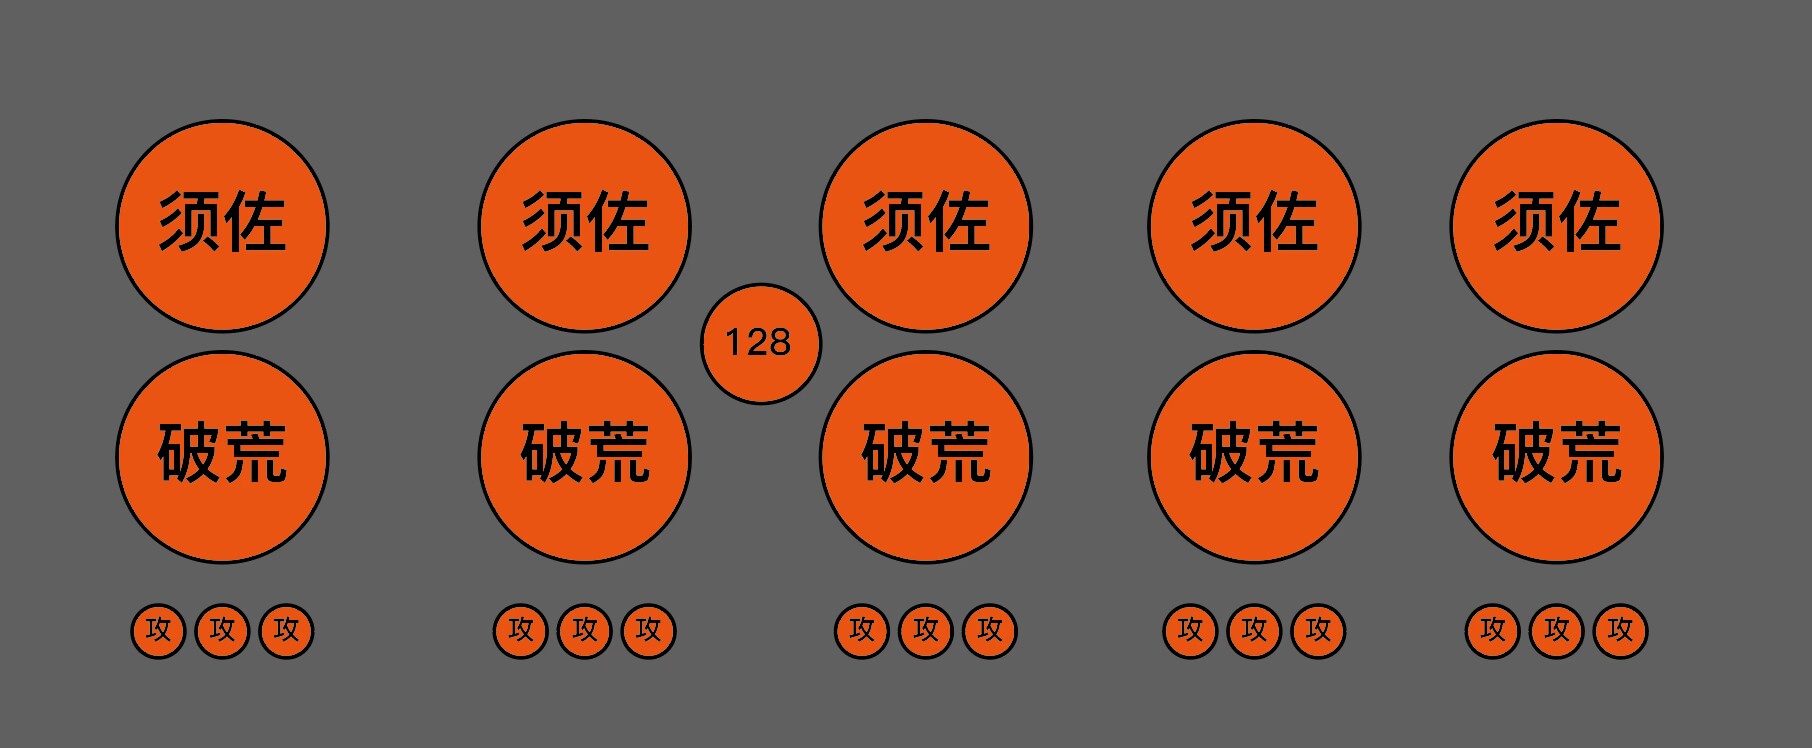 须佐 须佐 须佐 须佐 须佐
128
破荒 破荒 破荒 破荒 破荒
攻 攻 攻 攻 攻 攻 攻 攻 攻 攻 攻 攻 攻 攻 攻